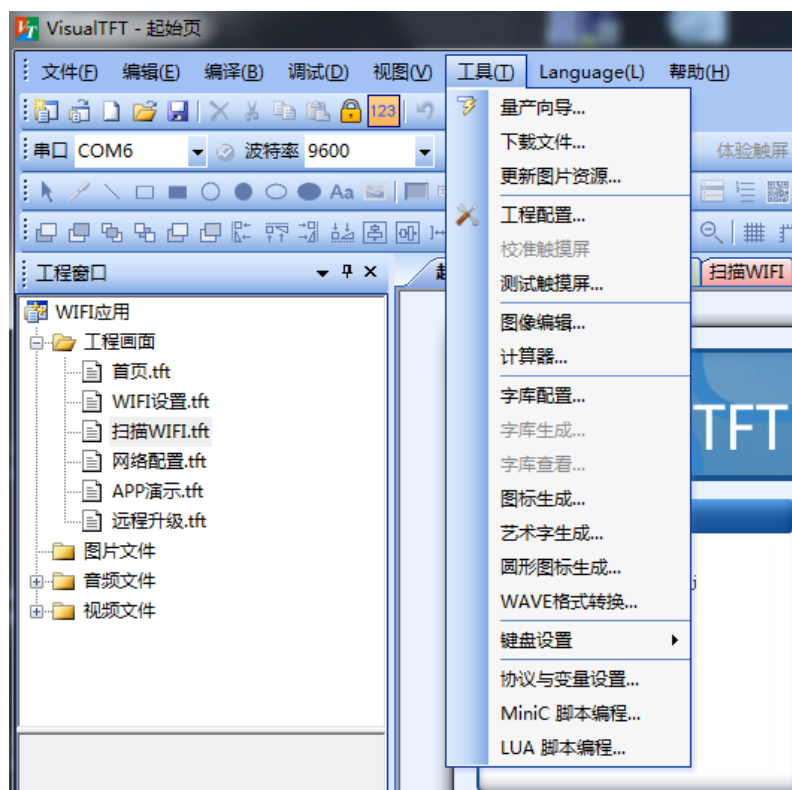 VisualTFT - 起始页
文件(F) 编辑(E) 编译(B) 调试(D) 视图(V) 工具(T) Language(L) 帮助(H)
123
串口 COM6 波特率 9600 体验触屏
Aa
工程窗口
扫描WIFI
WIFI应用
工程画面
首页.tft
WIFI设置.tft
扫描WIFI.tft
网络配置.tft
APP演示.tft
远程升级.tft
图片文件
音频文件
视频文件
量产向导...
下载文件...
更新图片资源...
工程配置...
校准触摸屏
测试触摸屏...
图像编辑...
计算器...
字库配置...
字库生成...
字库查看...
图标生成...
艺术字生成...
圆形图标生成...
WAVE格式转换...
键盘设置
协议与变量设置...
MiniC 脚本编程...
LUA 脚本编程...
TFT